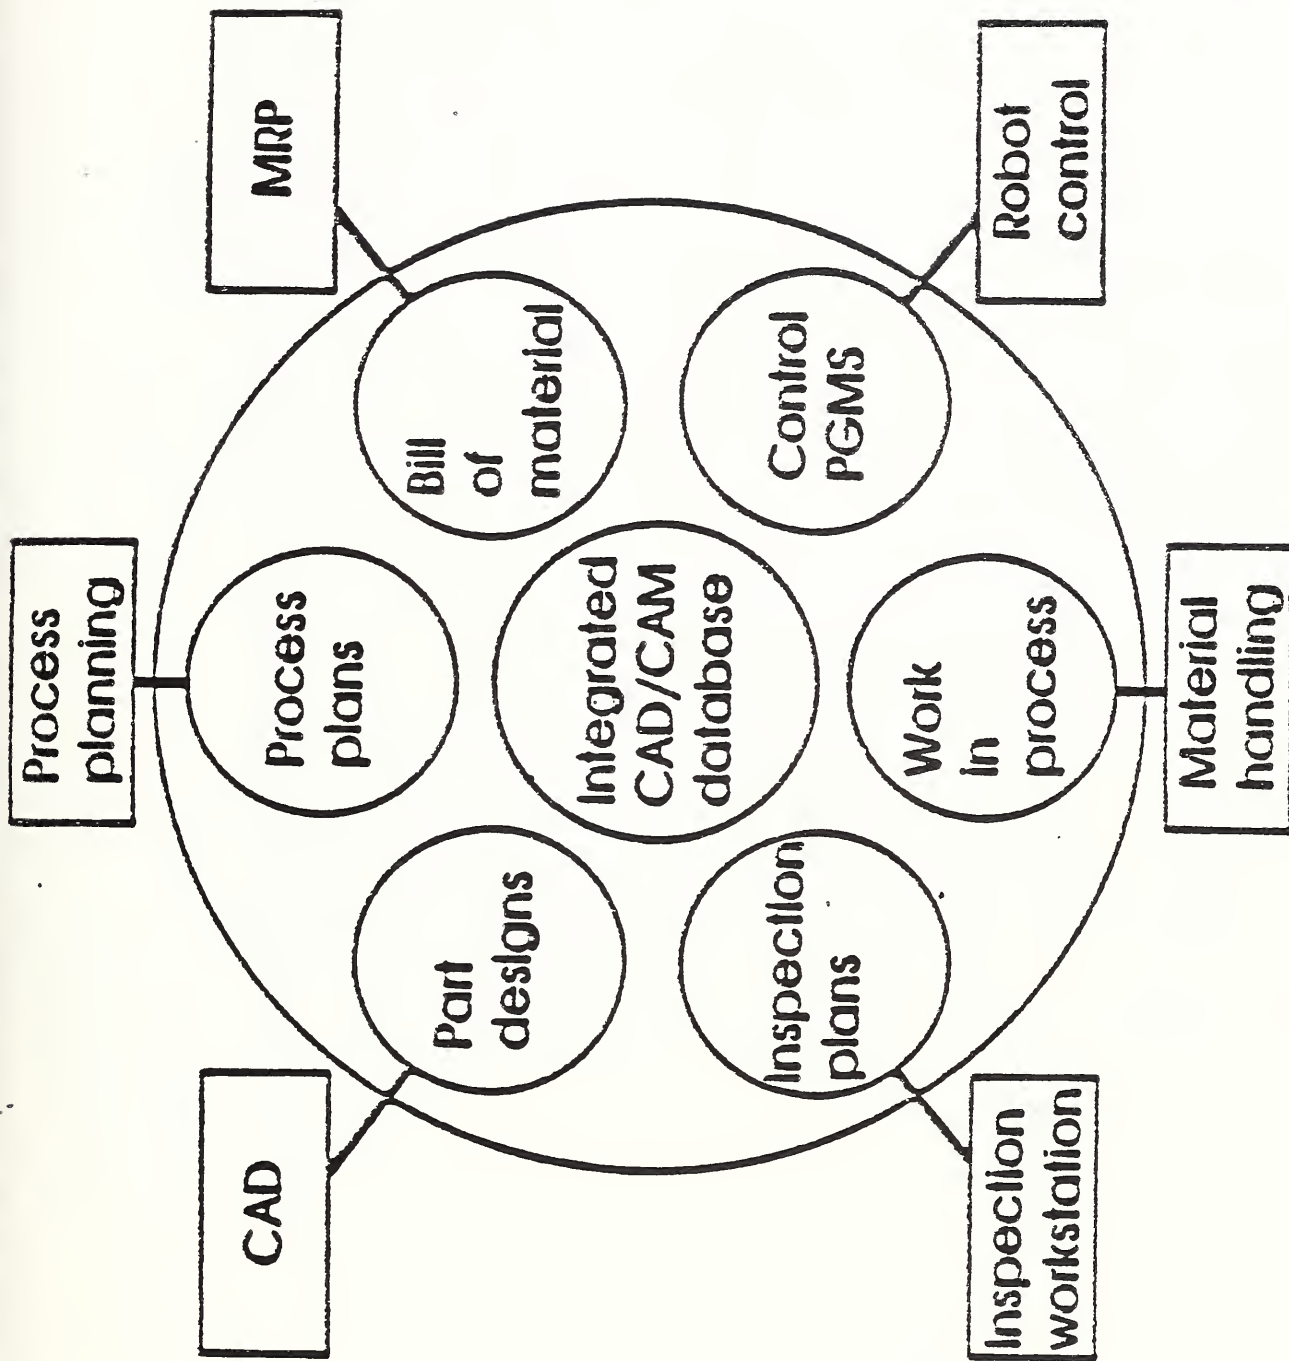 Process
planning
CAD
MRP
Process
plans
Part
designs
Bill
of
material
Integrated
CAD/CAM
database
Inspection
plans
Control
PGMS
Work
in
process
Inspection
workstation
Robot
control
Material
handling